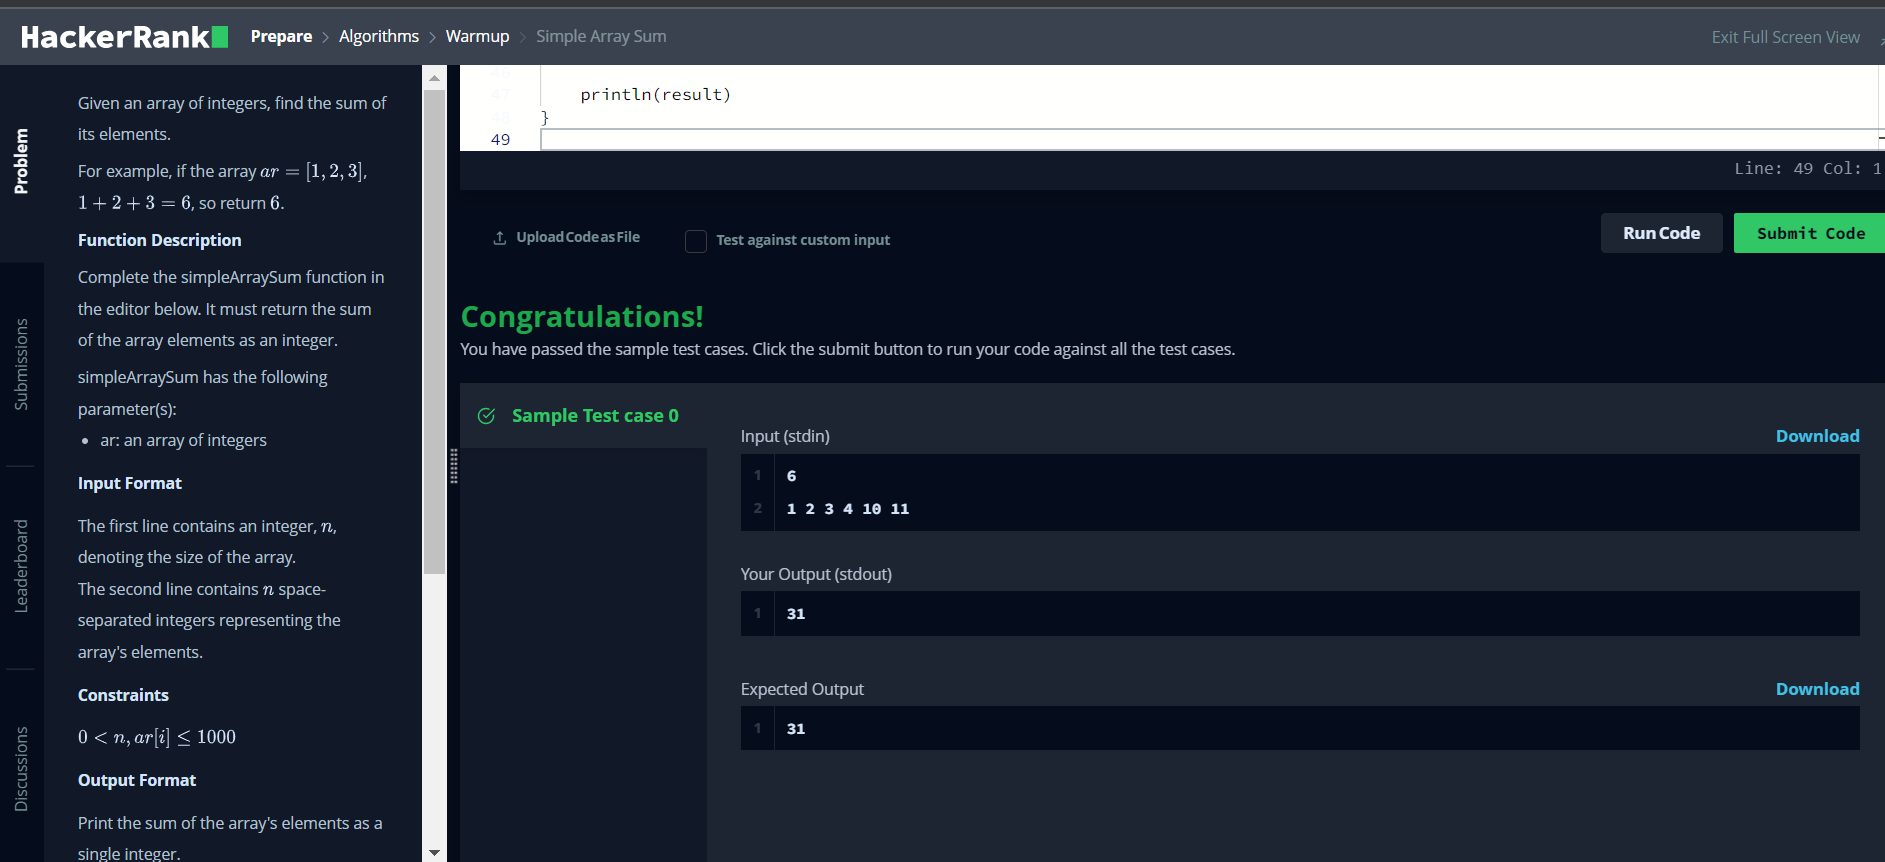 HackerRank
Prepare > Algorithms > Warmup > Simple Array Sum
Exit Full Screen View
Problem
Submissions
Leaderboard
Discussions
Given an array of integers, find the sum of
its elements.
For example, if the array ar = [1, 2, 3],
1 + 2 + 3 = 6, so return 6.
Function Description
Complete the simpleArraySum function in
the editor below. It must return the sum
of the array elements as an integer.
simpleArraySum has the following
parameter(s):
• ar: an array of integers
Input Format
The first line contains an integer, n,
denoting the size of the array.
The second line contains n space-
separated integers representing the
array's elements.
Constraints
0 < n, ar[i] ≤ 1000
Output Format
Print the sum of the array's elements as a
single integer.
46
47 println(result)
48 }
49
Line: 49 Col: 1
Upload Code as File
Test against custom input
Run Code
Submit Code
Congratulations!
You have passed the sample test cases. Click the submit button to run your code against all the test cases.
Sample Test case 0
Input (stdin)
Download
1 6
2 1 2 3 4 10 11
Your Output (stdout)
1 31
Expected Output
Download
1 31